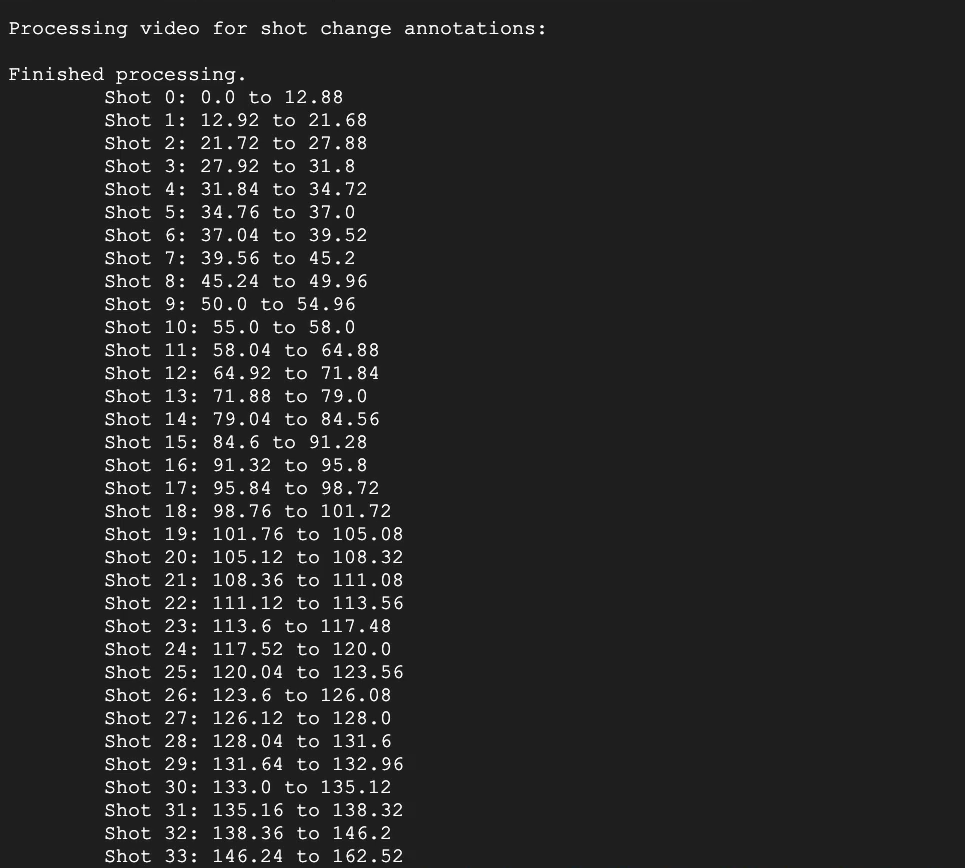 Processing video for shot change annotations:
Finished processing.
Shot 0: 0.0 to 12.88
Shot 1: 12.92 to 21.68
Shot 2: 21.72 to 27.88
Shot 3: 27.92 to 31.8
Shot 4: 31.84 to 34.72
Shot 5: 34.76 to 37.0
Shot 6: 37.04 to 39.52
Shot 7: 39.56 to 45.2
Shot 8: 45.24 to 49.96
Shot 9: 50.0 to 54.96
Shot 10: 55.0 to 58.0
Shot 11: 58.04 to 64.88
Shot 12: 64.92 to 71.84
Shot 13: 71.88 to 79.0
Shot 14: 79.04 to 84.56
Shot 15: 84.6 to 91.28
Shot 16: 91.32 to 95.8
Shot 17: 95.84 to 98.72
Shot 18: 98.76 to 101.72
Shot 19: 101.76 to 105.08
Shot 20: 105.12 to 108.32
Shot 21: 108.36 to 111.08
Shot 22: 111.12 to 113.56
Shot 23: 113.6 to 117.48
Shot 24: 117.52 to 120.0
Shot 25: 120.04 to 123.56
Shot 26: 123.6 to 126.08
Shot 27: 126.12 to 128.0
Shot 28: 128.04 to 131.6
Shot 29: 131.64 to 132.96
Shot 30: 133.0 to 135.12
Shot 31: 135.16 to 138.32
Shot 32: 138.36 to 146.2
Shot 33: 146.24 to 162.52